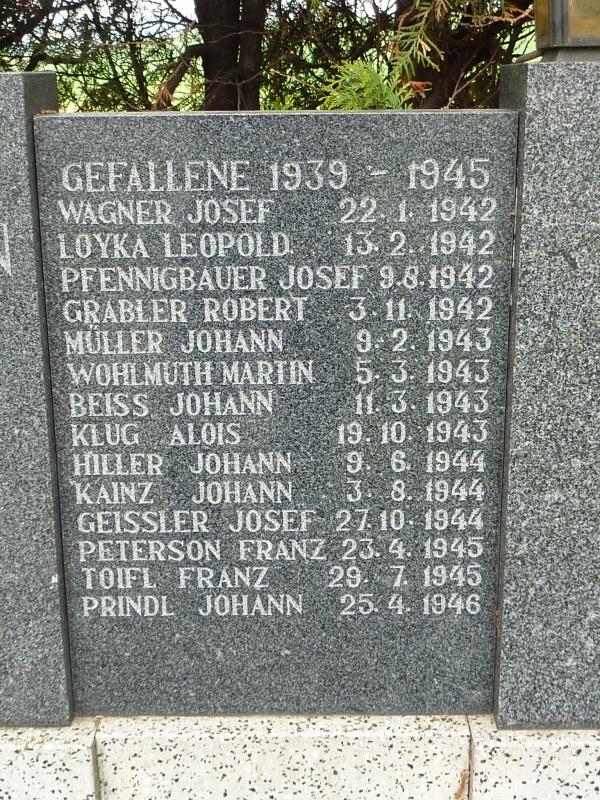 GEFALLENE 1939 - 1945
WAGNER JOSEF 22. 1. 1942
LOYKA LEOPOLD. 13. 2. 1942
PFENNIGBAUER JOSEF 9.8.1942
GRABLER ROBERT 3. 11. 1942
MÜLLER JOHANN 9. 2. 1943
WOHLMUTH MARTIN 5. 3. 1943
BEISS JOHANN 11. 3. 1943
KLUG ALOIS 19. 10. 1943
HILLER JOHANN 9. 6. 1944
KAINZ JOHANN 3. 8. 1944
GEISSLER JOSEF 27. 10. 1944
PETERSON FRANZ 23. 4. 1945
TOIFL FRANZ 29. 7. 1945
PRINDL JOHANN 25. 4. 1946